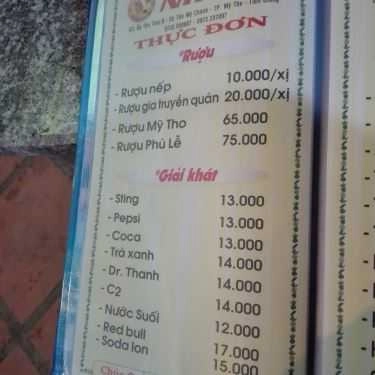 THỰC ĐƠN
*Rượu
- Rượu nếp 10.000/xị
- Rượu gia truyền quán 20.000/xị
- Rượu Mỹ Tho 65.000
- Rượu Phú Lễ 75.000
*Giải khát
- Sting 13.000
- Pepsi 13.000
- Coca 13.000
- Trà xanh 14.000
- Dr. Thanh 14.000
- C2 14.000
- Nước Suối 12.000
- Red bull 17.000
- Soda lon 15.000